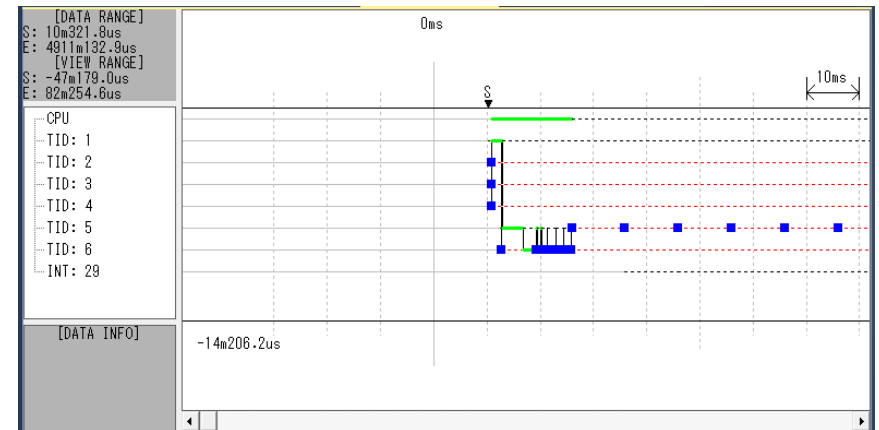 [DATA RANGE]
S: 10m321.8us
E: 4911m132.9us
[VIEW RANGE]
S: -47m179.0us
E: 82m254.6us
0ms
10ms
S
CPU
TID: 1
TID: 2
TID: 3
TID: 4
TID: 5
TID: 6
INT: 29
[DATA INFO]
-14m206.2us